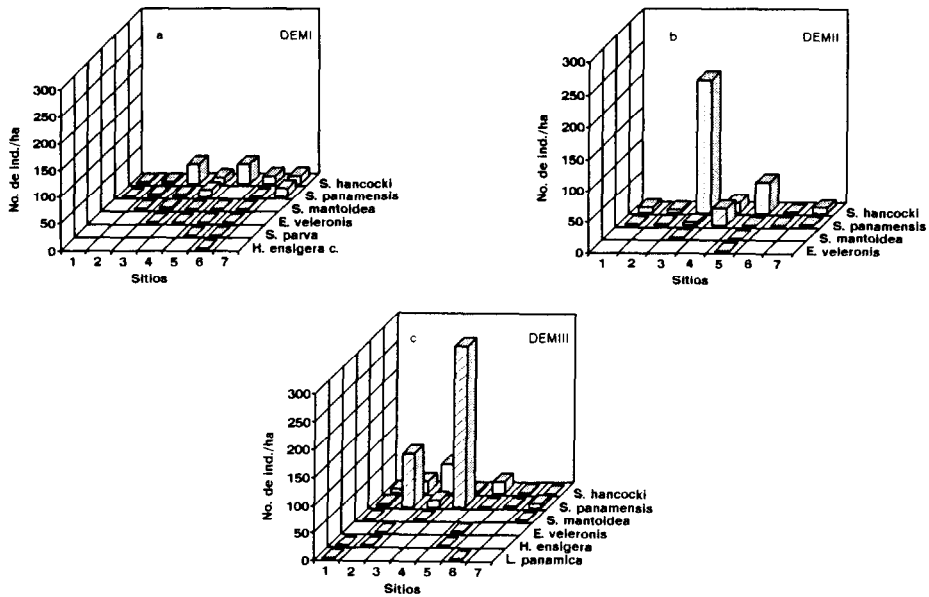 a
DEMI
No. de ind./ha
300
250
200
150
100
50
0
1 2 3 4 5 6 7
Sitios
S. hancocki
S. panamensis
S. mantoidea
E. veleronis
S. parva
H. ensigera c.
b
DEMII
No. de ind./ha
300
250
200
150
100
50
0
1 2 3 4 5 6 7
Sitios
S. hancocki
S. panamensis
S. mantoidea
E. veleronis
c
DEMIII
No. de ind./ha
300
250
200
150
100
50
0
1 2 3 4 5 6 7
Sitios
S. hancocki
S. panamensis
S. mantoidea
E. veleronis
H. ensigera
L. panamica